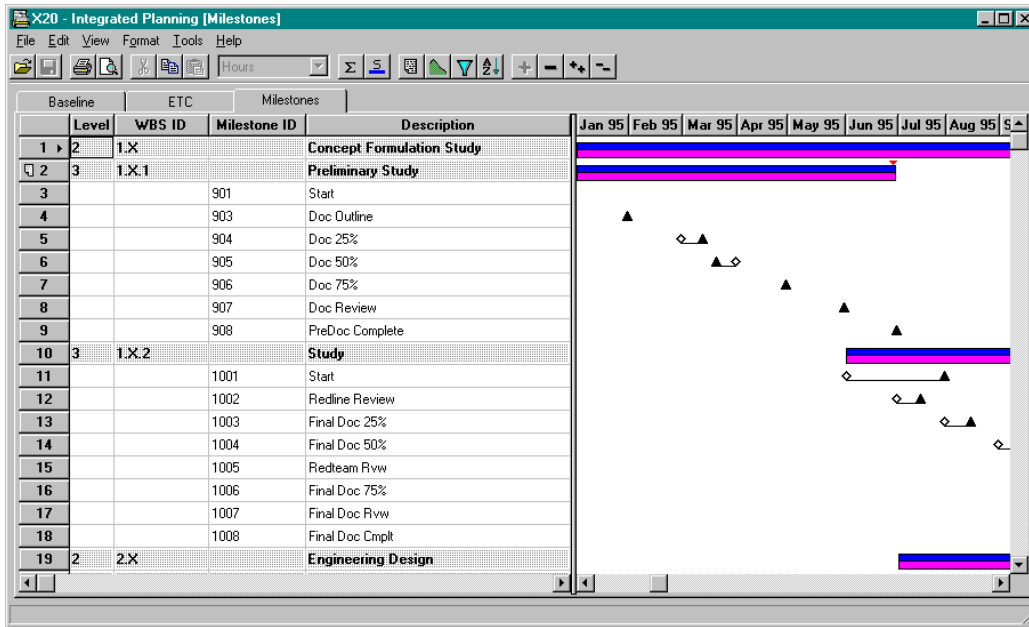 X20 - Integrated Planning [Milestones]
File Edit View Format Tools Help
Hours Σ S
Baseline ETC Milestones
Level WBS ID Milestone ID Description Jan 95 Feb 95 Mar 95 Apr 95 May 95 Jun 95 Jul 95 Aug 95 S
1 2 1.X Concept Formulation Study
2 3 1.X.1 Preliminary Study
3 901 Start
4 903 Doc Outline
5 904 Doc 25%
6 905 Doc 50%
7 906 Doc 75%
8 907 Doc Review
9 908 PreDoc Complete
10 3 1.X.2 Study
11 1001 Start
12 1002 Redline Review
13 1003 Final Doc 25%
14 1004 Final Doc 50%
15 1005 Redteam Rvw
16 1006 Final Doc 75%
17 1007 Final Doc Rvw
18 1008 Final Doc Cmplt
19 2 2.X Engineering Design